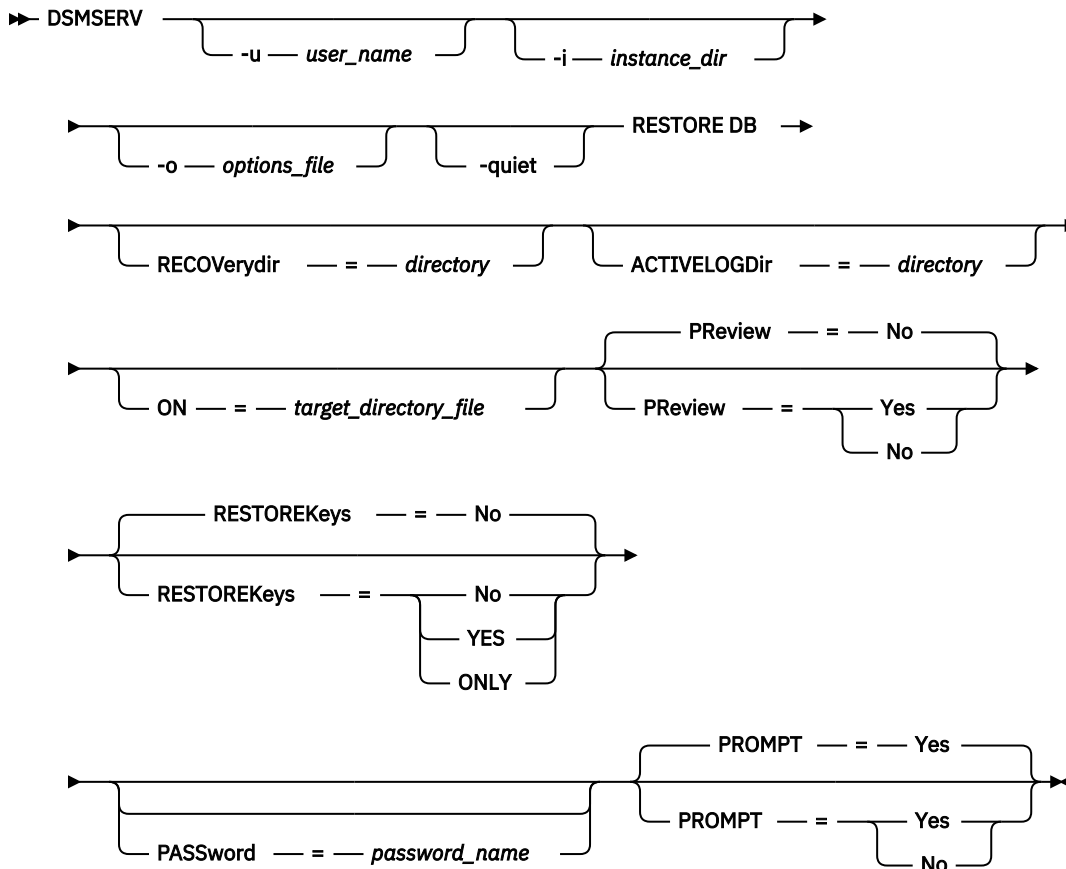 DSMSERV
-u user_name -i instance_dir
RESTORE DB
-o options_file -quiet
RECOVerydir = directory ACTIVELOGDir = directory
PReview = No
ON = target_directory_file PReview = Yes
No
RESTOREKeys = No
RESTOREKeys = No
YES
ONLY
PROMPT = Yes
PASSword = password_name PROMPT = Yes
No